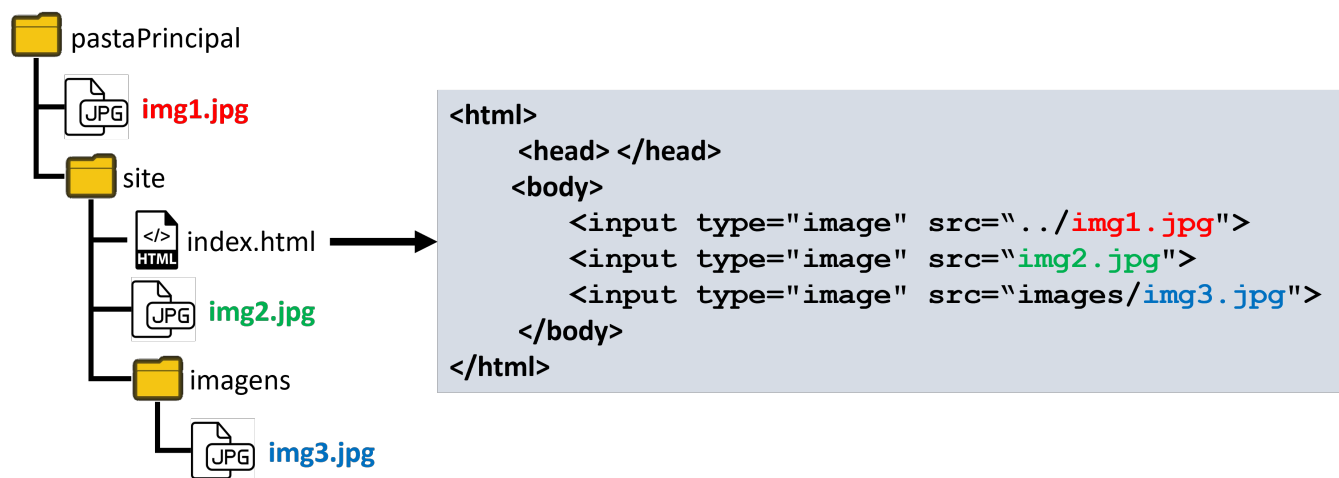 pastaPrincipal
JPG
img1.jpg
site
</>
HTML
index.html
JPG
img2.jpg
imagens
JPG
img3.jpg
<html>
<head> </head>
<body>
<input type="image" src=“../img1.jpg">
<input type="image" src=“img2.jpg">
<input type="image" src=“images/img3.jpg">
</body>
</html>